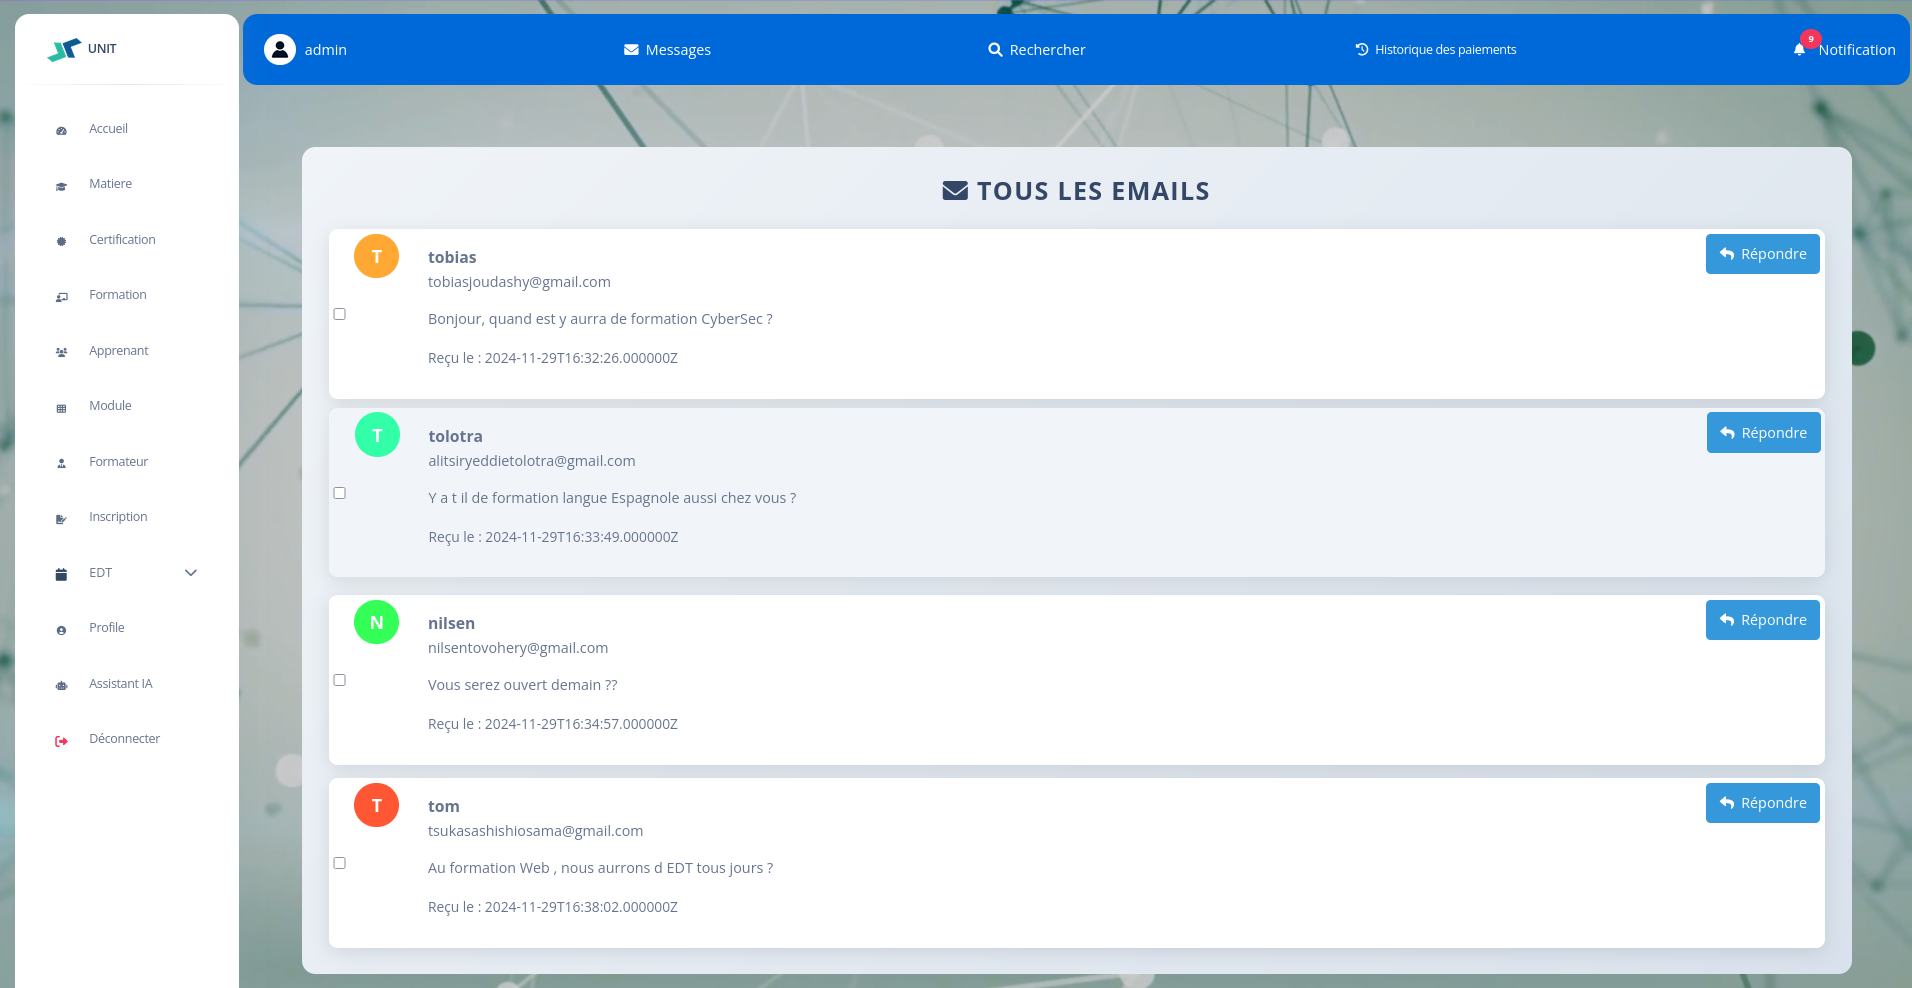 UNIT
admin
Messages
Rechercher
Historique des paiements
9
Notification
Accueil
Matiere
Certification
Formation
Apprenant
Module
Formateur
Inscription
EDT
Profile
Assistant IA
Déconnecter
TOUS LES EMAILS
T
tobias
Répondre
tobiasjoudashy@gmail.com
Bonjour, quand est y aurra de formation CyberSec ?
Reçu le : 2024-11-29T16:32:26.000000Z
T
tolotra
Répondre
alitsiryeddietolotra@gmail.com
Y a t il de formation langue Espagnole aussi chez vous ?
Reçu le : 2024-11-29T16:33:49.000000Z
N
nilsen
Répondre
nilsentovohery@gmail.com
Vous serez ouvert demain ??
Reçu le : 2024-11-29T16:34:57.000000Z
T
tom
Répondre
tsukasashishiosama@gmail.com
Au formation Web , nous aurrons d EDT tous jours ?
Reçu le : 2024-11-29T16:38:02.000000Z